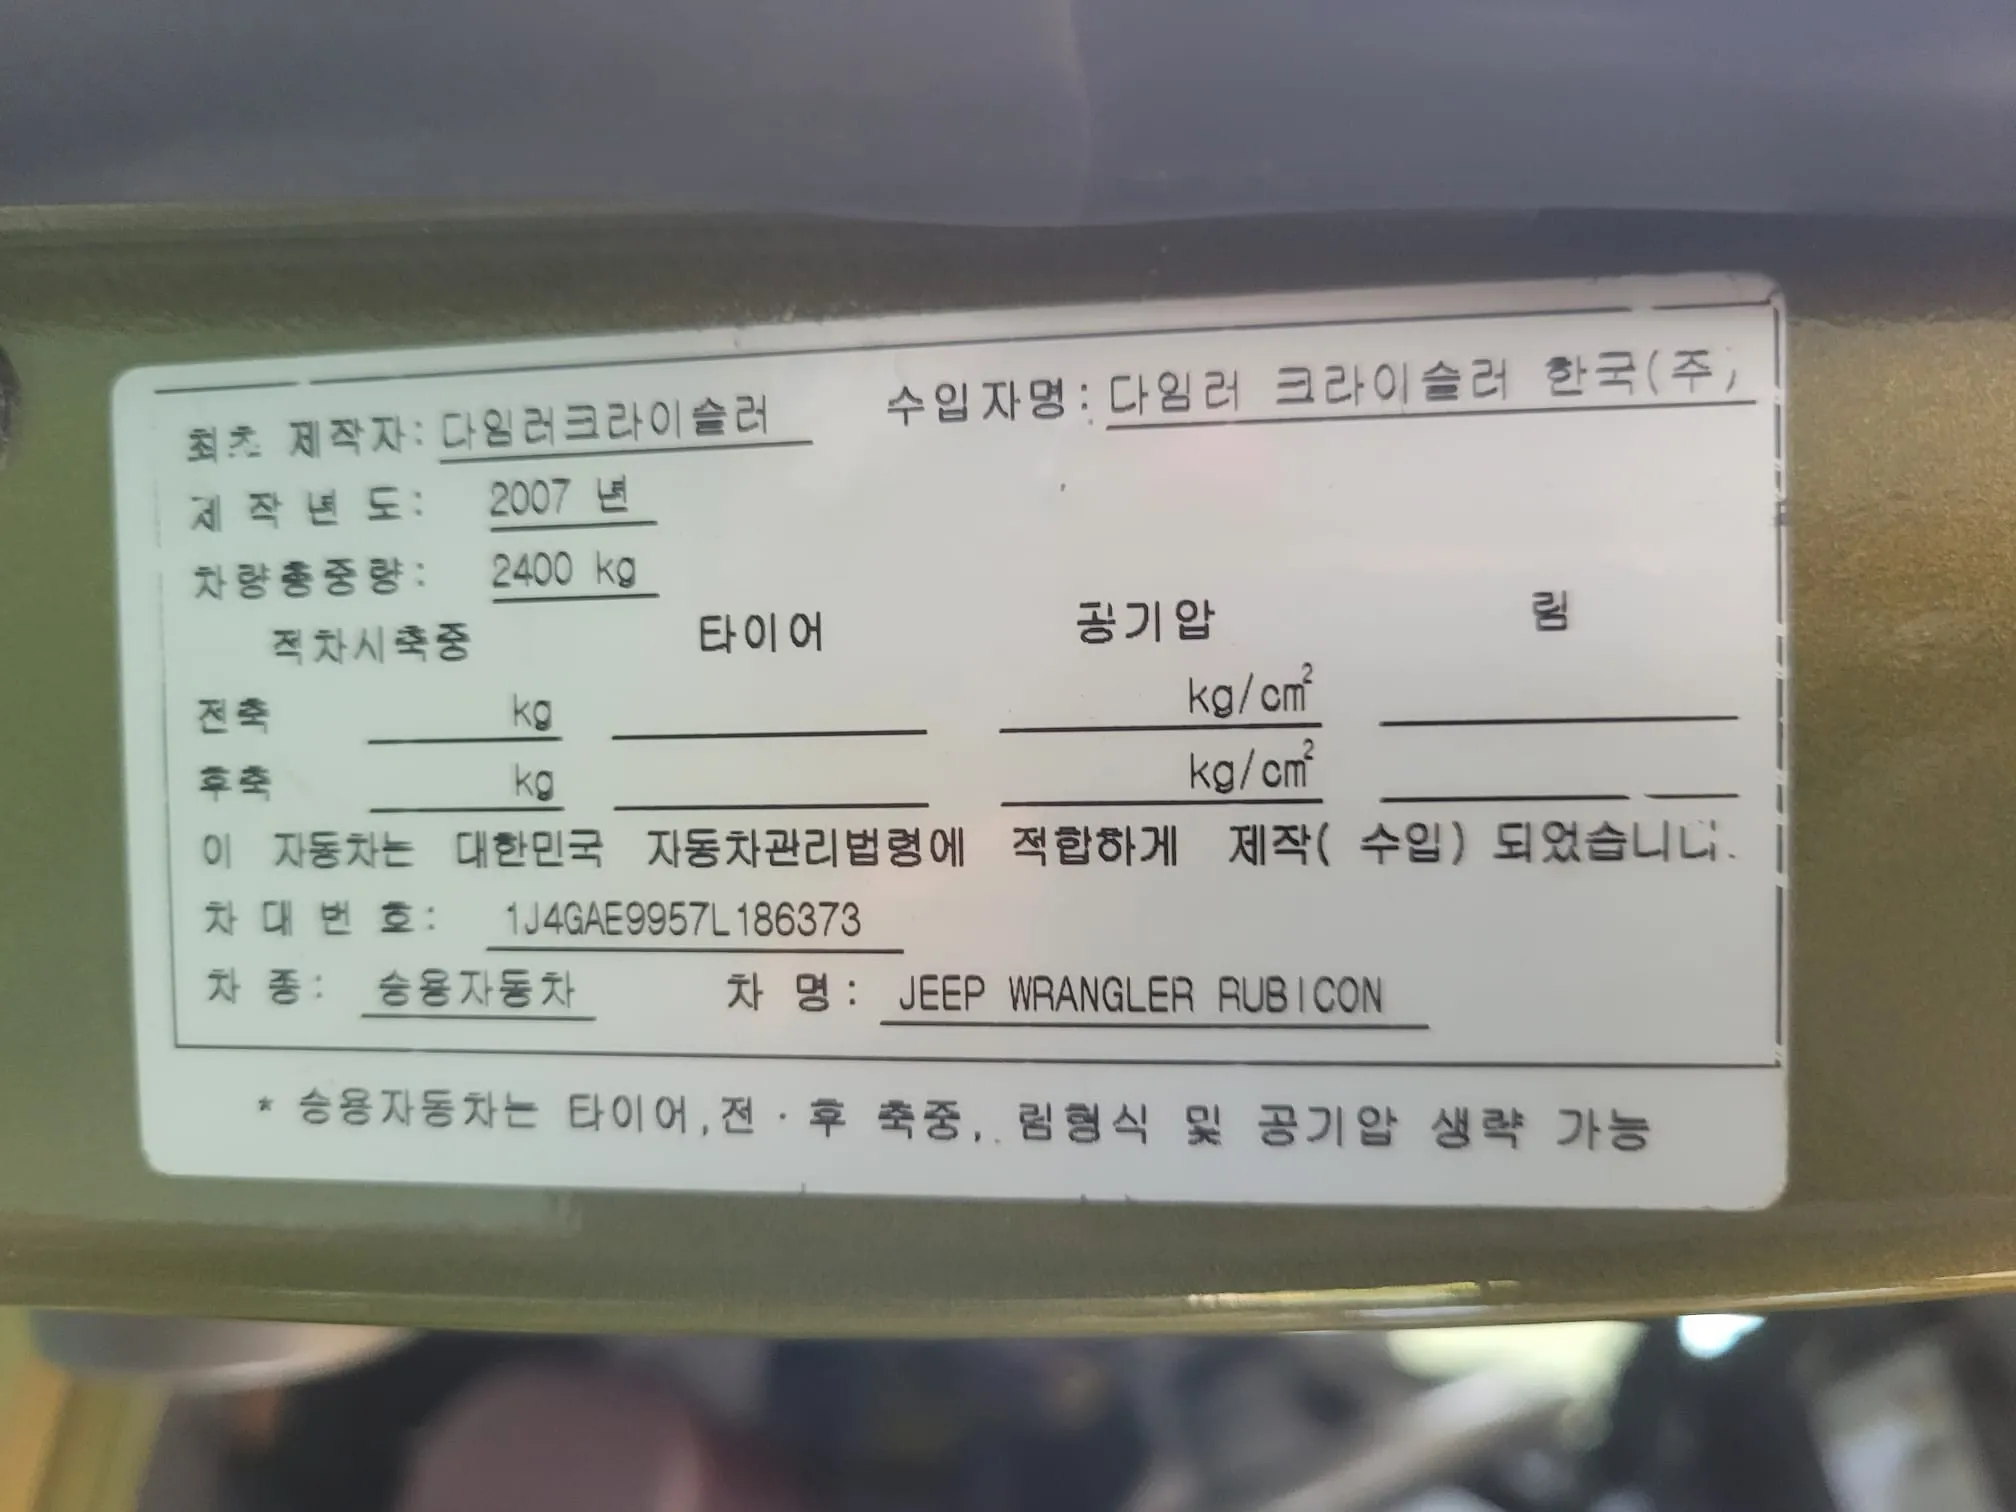 최초 제작자: 다임러크라이슬러 수입자명: 다임러 크라이슬러 한국(주)
제 작 년 도: 2007 년
차량총중량: 2400 kg
적차시축중 타이어 공기압 림
전축 kg kg/cm²
후축 kg kg/cm²
이 자동차는 대한민국 자동차관리법령에 적합하게 제작( 수입) 되었습니다.
차 대 번 호: 1J4GAE9957L186373
차 종: 승용자동차 차 명: JEEP WRANGLER RUBICON
* 승용자동차는 타이어,전 · 후 축중, 림형식 및 공기압 생략 가능